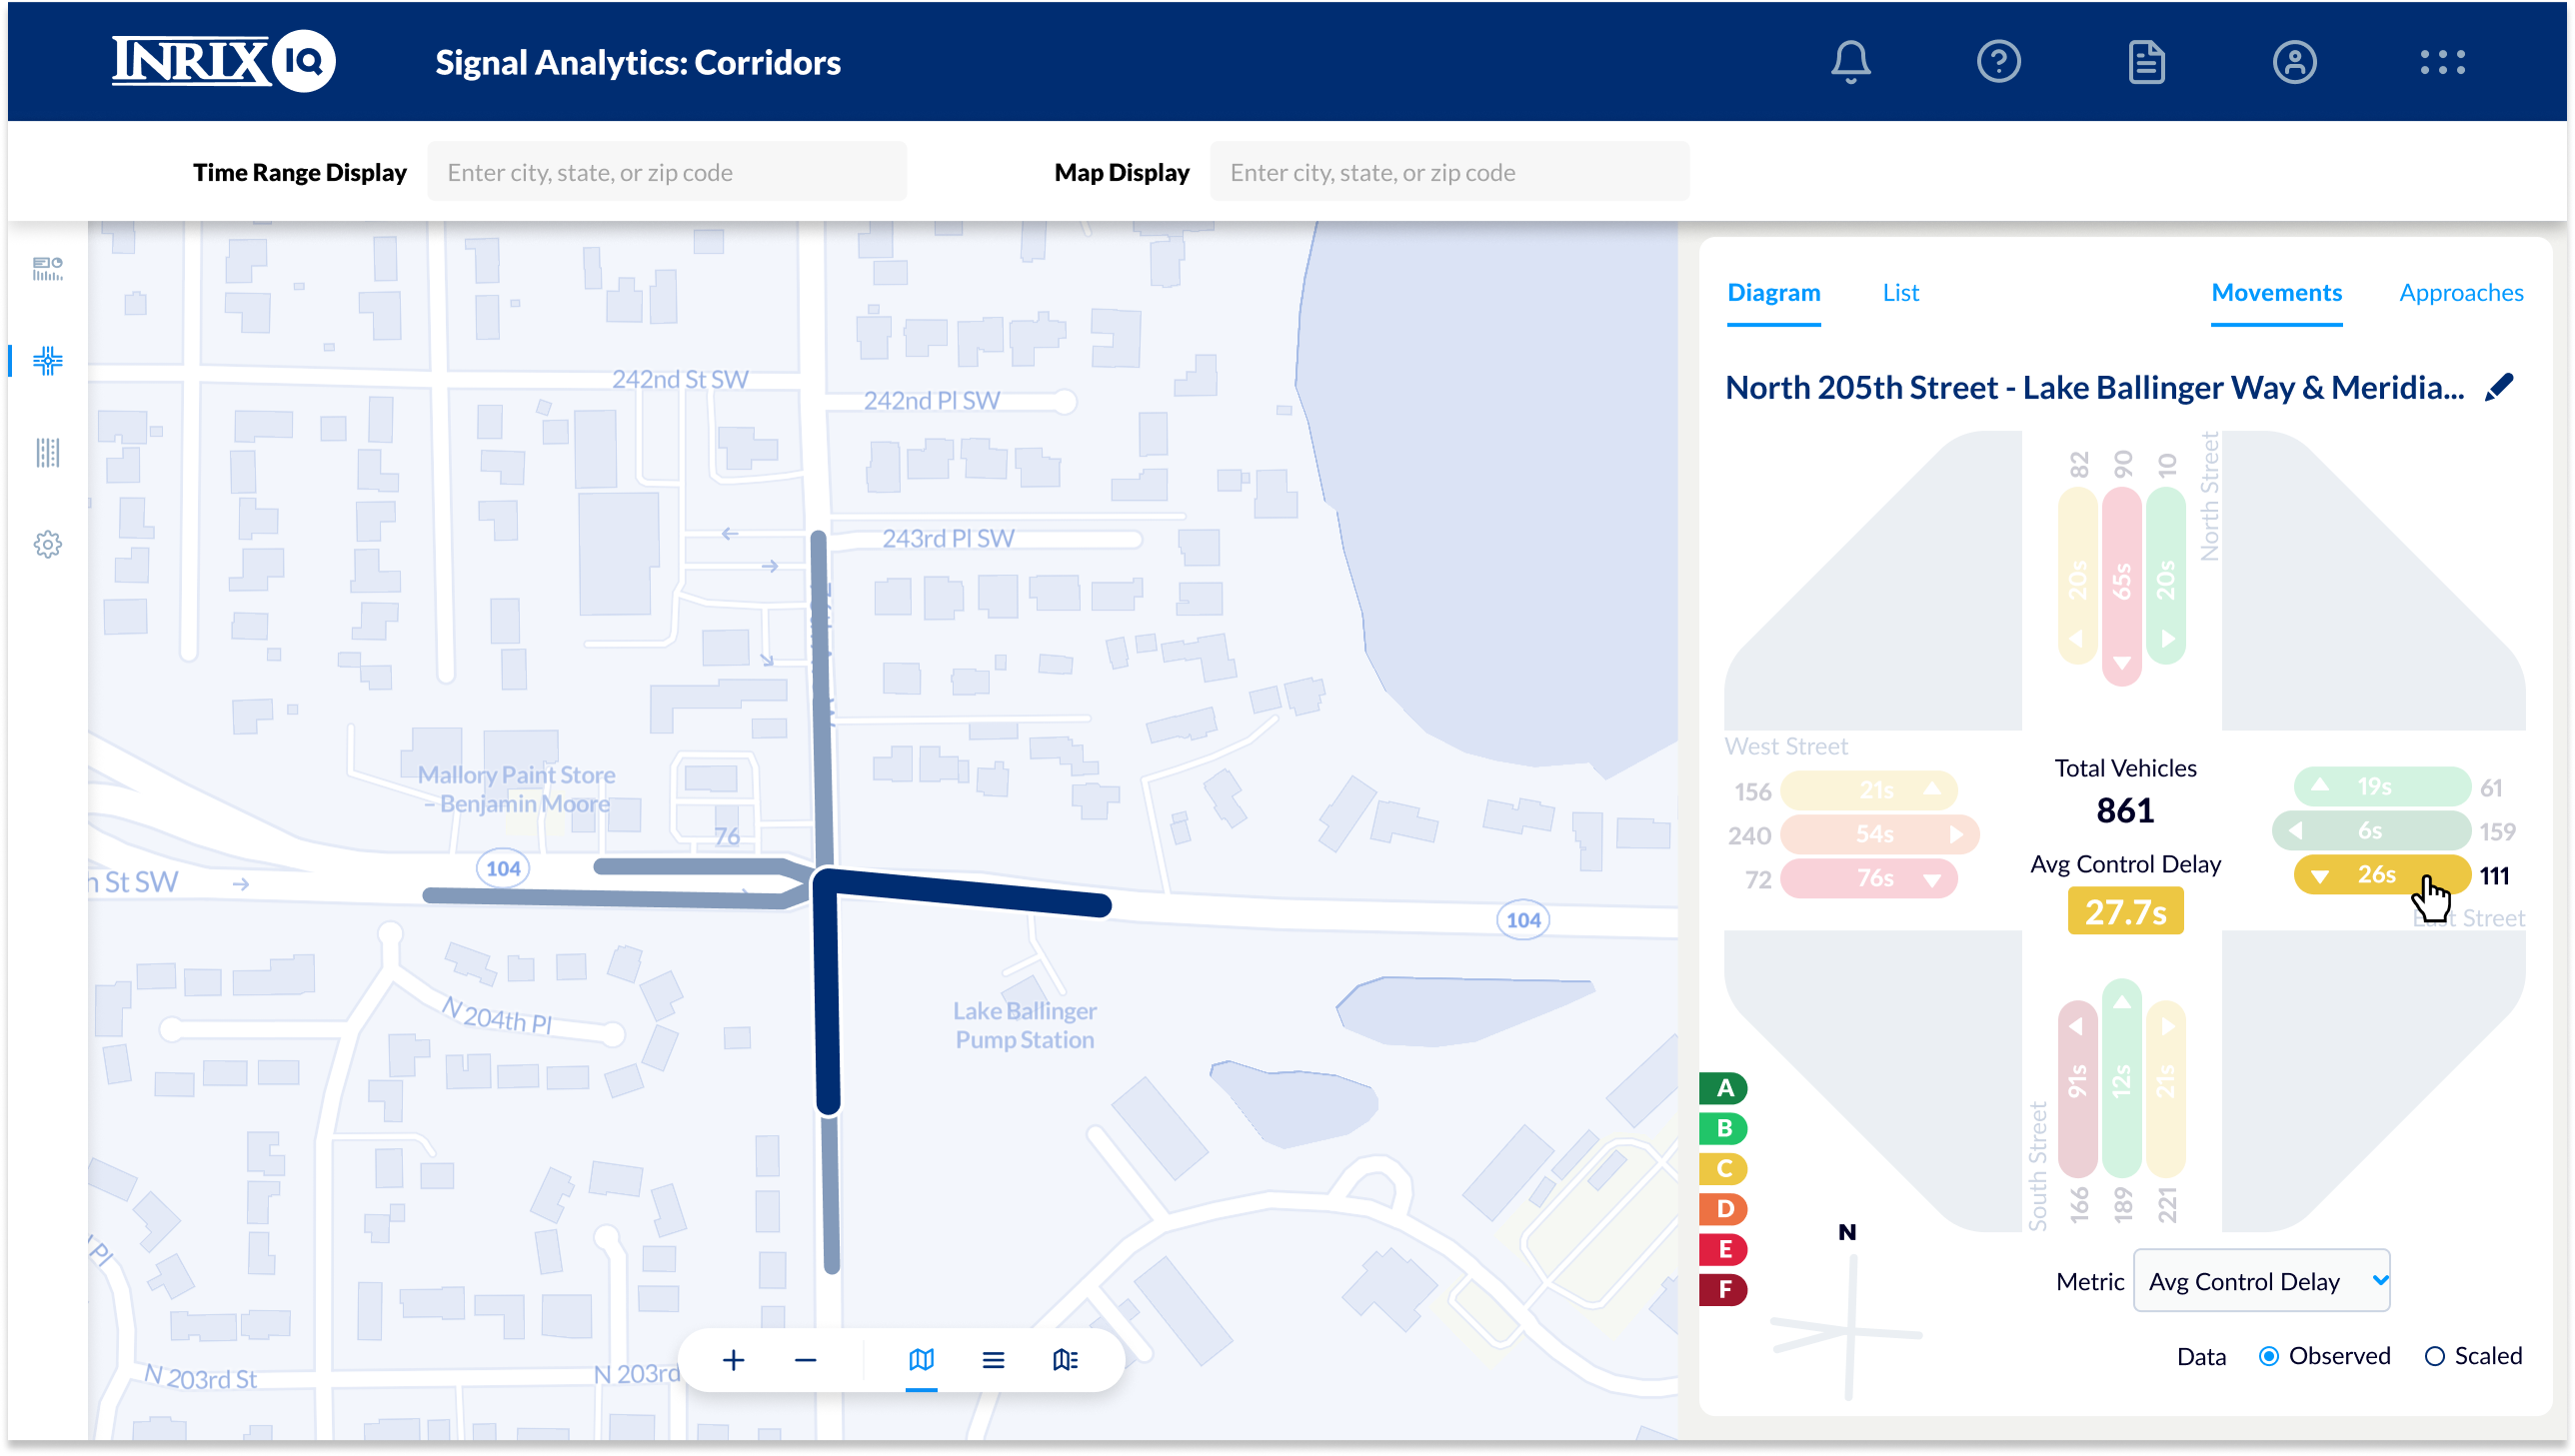 INRIX IQ
Signal Analytics: Corridors
Time Range Display
Enter city, state, or zip code
Map Display
Enter city, state, or zip code
242nd St SW
242nd Pl SW
243rd Pl SW
Mallory Paint Store
– Benjamin Moore
76
104
St SW
104
N 204th Pl
Lake Ballinger
Pump Station
Pl
N 203rd St
N 203rd
Diagram
List
Movements
Approaches
North 205th Street - Lake Ballinger Way & Meridia...
82
90
10
North Street
20s
65s
20s
West Street
156
21s
240
54s
72
76s
Total Vehicles
861
Avg Control Delay
27.7s
19s
61
6s
159
26s
111
Street
91s
12s
21s
South Street
166
189
221
A
B
C
D
E
F
N
Metric
Avg Control Delay
Data
Observed
Scaled